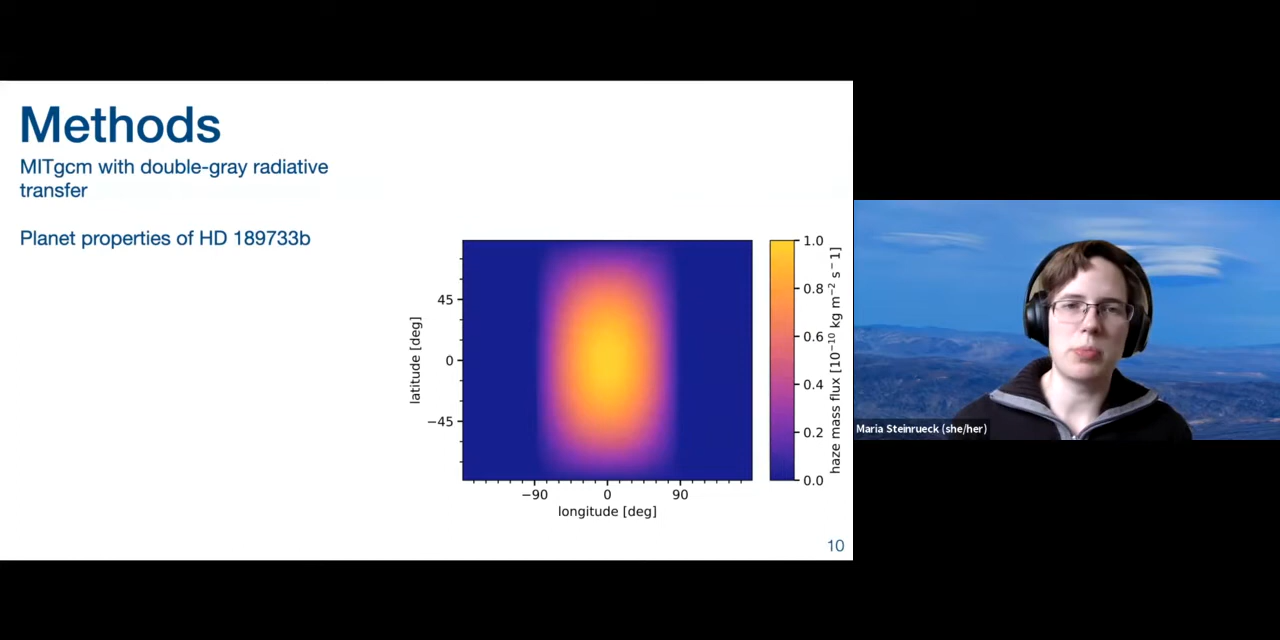 Methods
MITgcm with double-gray radiative
transfer
Planet properties of HD 189733b
45
0
−45
latitude [deg]
−90
0
90
longitude [deg]
1.0
0.8
0.6
0.4
0.2
0.0
haze mass flux [10⁻¹⁰ kg m⁻² s⁻¹]
10
Maria Steinrueck (she/her)